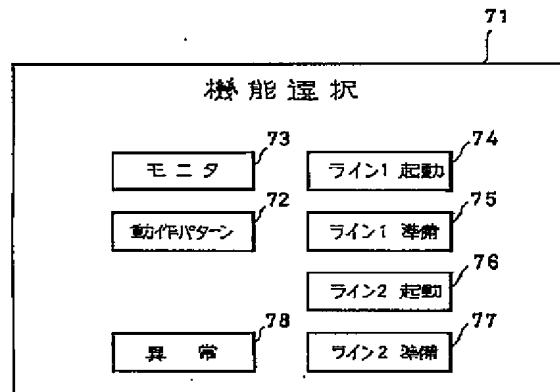 71
機能選択
モニタ 73 ライン1 起動 74
動作パターン 72 ライン1 準備 75
ライン2 起動 76
異常 78 ライン2 準備 77